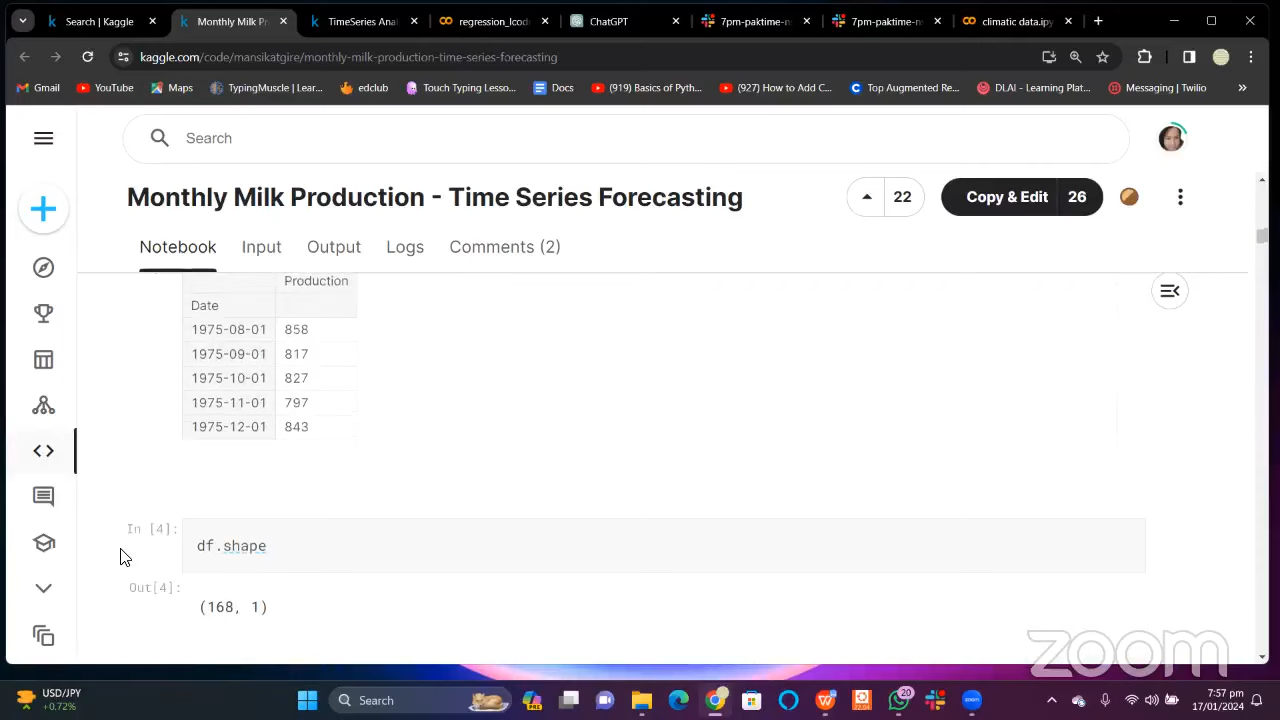 Search | Kaggle
Monthly Milk Pr
TimeSeries Anal
regression_lcode
ChatGPT
7pm-paktime-n
7pm-paktime-n
climatic data.ipy
kaggle.com/code/mansikatgire/monthly-milk-production-time-series-forecasting
Gmail
YouTube
Maps
TypingMuscle | Lear...
edclub
Touch Typing Lesso...
Docs
(919) Basics of Pyth...
(927) How to Add C...
Top Augmented Re...
DLAI - Learning Plat...
Messaging | Twilio
Search
Monthly Milk Production - Time Series Forecasting
22
Copy & Edit 26
Notebook
Input
Output
Logs
Comments (2)
Production
Date
1975-08-01 858
1975-09-01 817
1975-10-01 827
1975-11-01 797
1975-12-01 843
In [4]:
df.shape
Out[4]:
(168, 1)
zoom
USD/JPY
+0.72%
Search
PRE
22.04
20
zoom
7:57 pm
17/01/2024